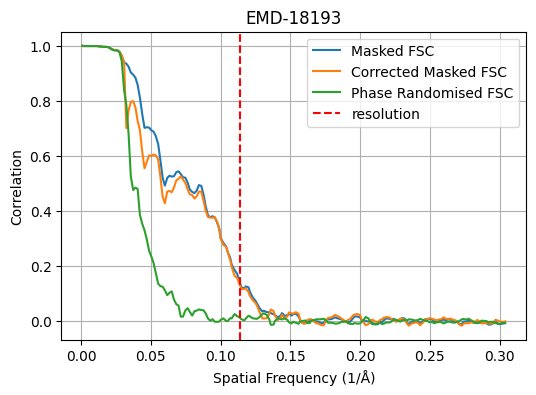 EMD-18193
Masked FSC
Corrected Masked FSC
Phase Randomised FSC
resolution
Correlation
1.0
0.8
0.6
0.4
0.2
0.0
0.00 0.05 0.10 0.15 0.20 0.25 0.30
Spatial Frequency (1/Å)